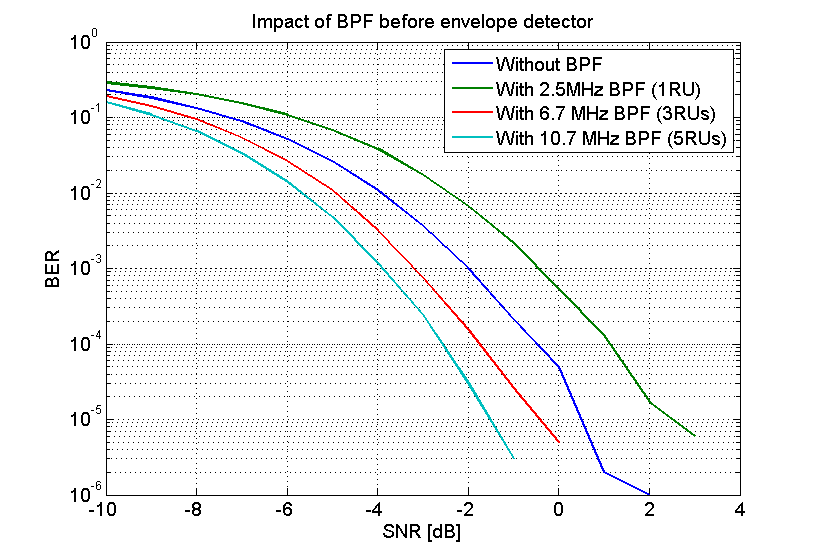 Impact of BPF before envelope detector
Without BPF
With 2.5MHz BPF (1RU)
With 6.7 MHz BPF (3RUs)
With 10.7 MHz BPF (5RUs)
BER
10^0
10^-1
10^-2
10^-3
10^-4
10^-5
10^-6
-10 -8 -6 -4 -2 0 2 4
SNR [dB]